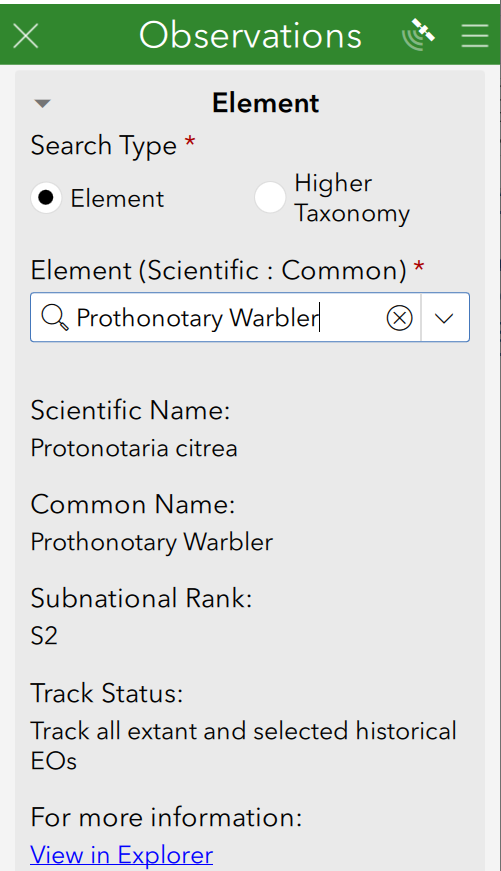 Observations
Element
Search Type *
Element
Higher
Taxonomy
Element (Scientific : Common) *
Prothonotary Warbler
Scientific Name:
Protonotaria citrea
Common Name:
Prothonotary Warbler
Subnational Rank:
S2
Track Status:
Track all extant and selected historical
EOs
For more information:
View in Explorer